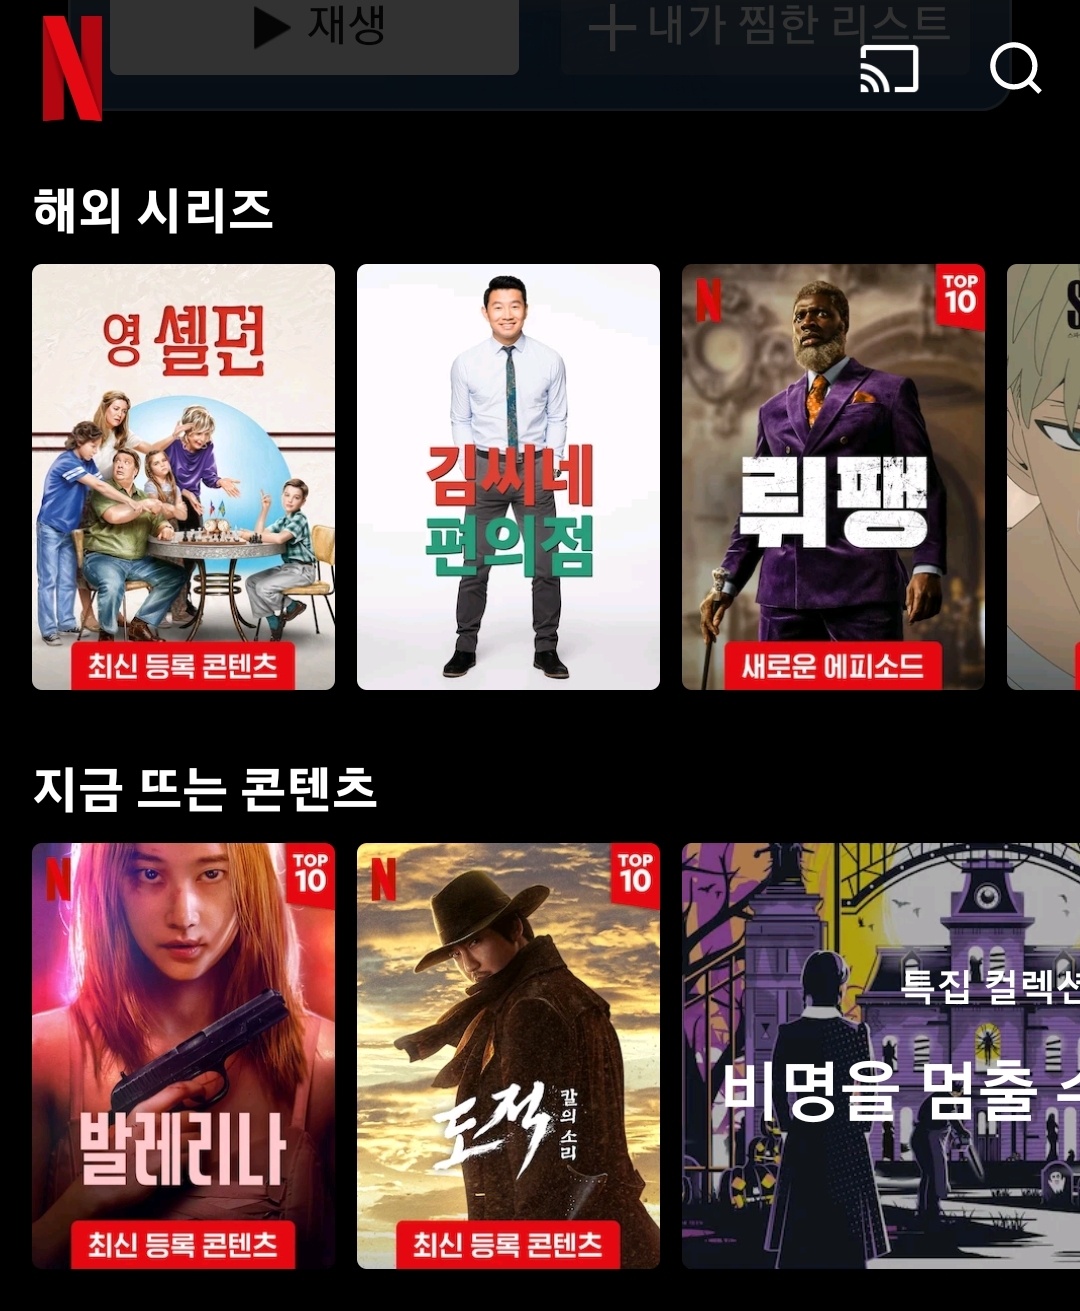 재생
내가 찜한 리스트
N
해외 시리즈
영 셸던
최신 등록 콘텐츠
김씨네
편의점
N
TOP
10
뤼팽
새로운 에피소드
S
지금 뜨는 콘텐츠
N
TOP
10
발레리나
최신 등록 콘텐츠
N
TOP
10
도적
칼의 소리
최신 등록 콘텐츠
특집 컬렉션
비명을 멈출